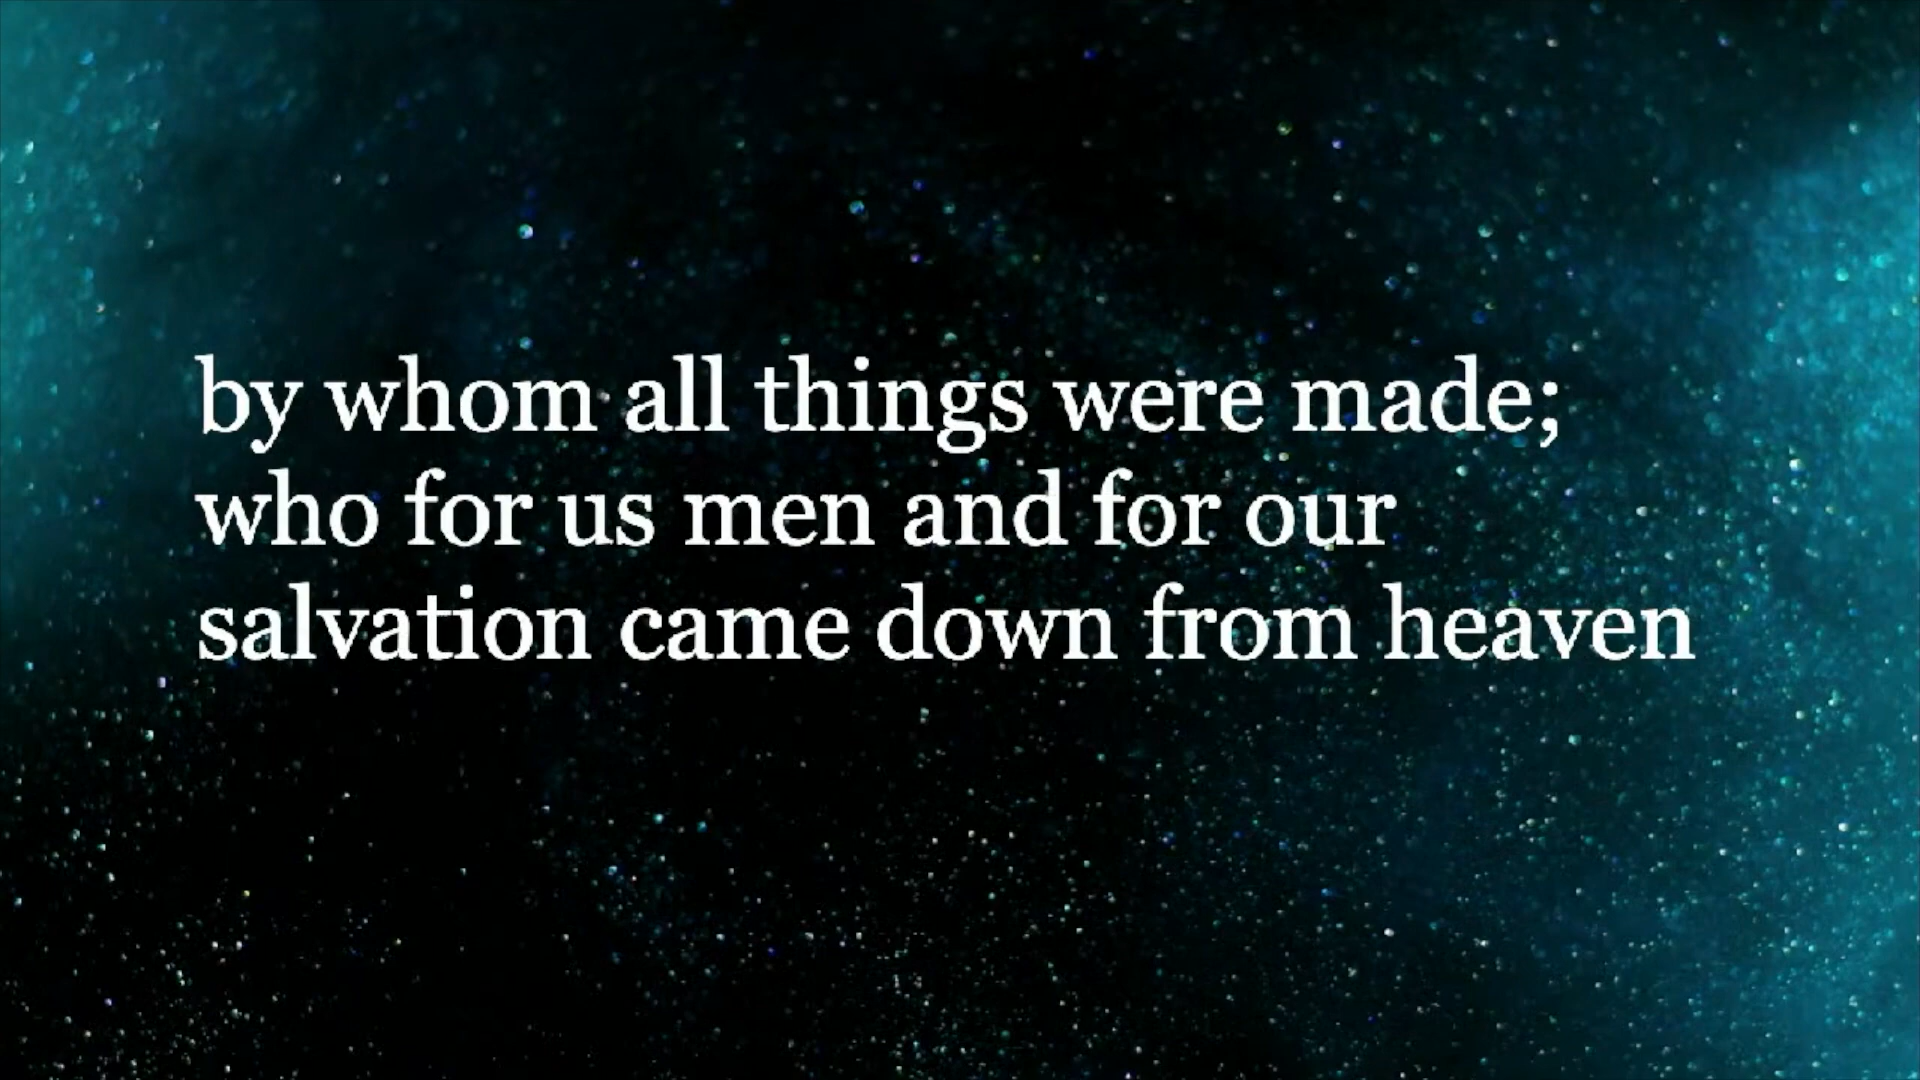 by whom all things were made;
who for us men and for our
salvation came down from heaven